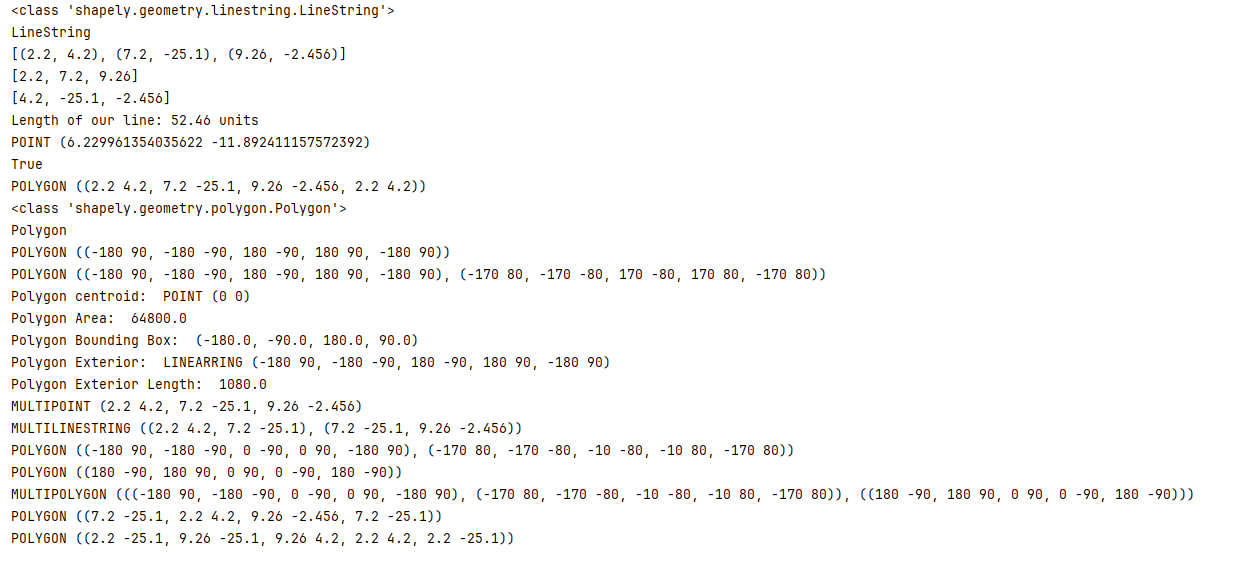 <class 'shapely.geometry.linestring.LineString'>
LineString
[(2.2, 4.2), (7.2, -25.1), (9.26, -2.456)]
[2.2, 7.2, 9.26]
[4.2, -25.1, -2.456]
Length of our line: 52.46 units
POINT (6.229961354035622 -11.892411157572392)
True
POLYGON ((2.2 4.2, 7.2 -25.1, 9.26 -2.456, 2.2 4.2))
<class 'shapely.geometry.polygon.Polygon'>
Polygon
POLYGON ((-180 90, -180 -90, 180 -90, 180 90, -180 90))
POLYGON ((-180 90, -180 -90, 180 -90, 180 90, -180 90), (-170 80, -170 -80, 170 -80, 170 80, -170 80))
Polygon centroid:  POINT (0 0)
Polygon Area:  64800.0
Polygon Bounding Box:  (-180.0, -90.0, 180.0, 90.0)
Polygon Exterior:  LINEARRING (-180 90, -180 -90, 180 -90, 180 90, -180 90)
Polygon Exterior Length:  1080.0
MULTIPOINT (2.2 4.2, 7.2 -25.1, 9.26 -2.456)
MULTILINESTRING ((2.2 4.2, 7.2 -25.1), (7.2 -25.1, 9.26 -2.456))
POLYGON ((-180 90, -180 -90, 0 -90, 0 90, -180 90), (-170 80, -170 -80, -10 -80, -10 80, -170 80))
POLYGON ((180 -90, 180 90, 0 90, 0 -90, 180 -90))
MULTIPOLYGON (((-180 90, -180 -90, 0 -90, 0 90, -180 90), (-170 80, -170 -80, -10 -80, -10 80, -170 80)), ((180 -90, 180 90, 0 90, 0 -90, 180 -90)))
POLYGON ((7.2 -25.1, 2.2 4.2, 9.26 -2.456, 7.2 -25.1))
POLYGON ((2.2 -25.1, 9.26 -25.1, 9.26 4.2, 2.2 4.2, 2.2 -25.1))